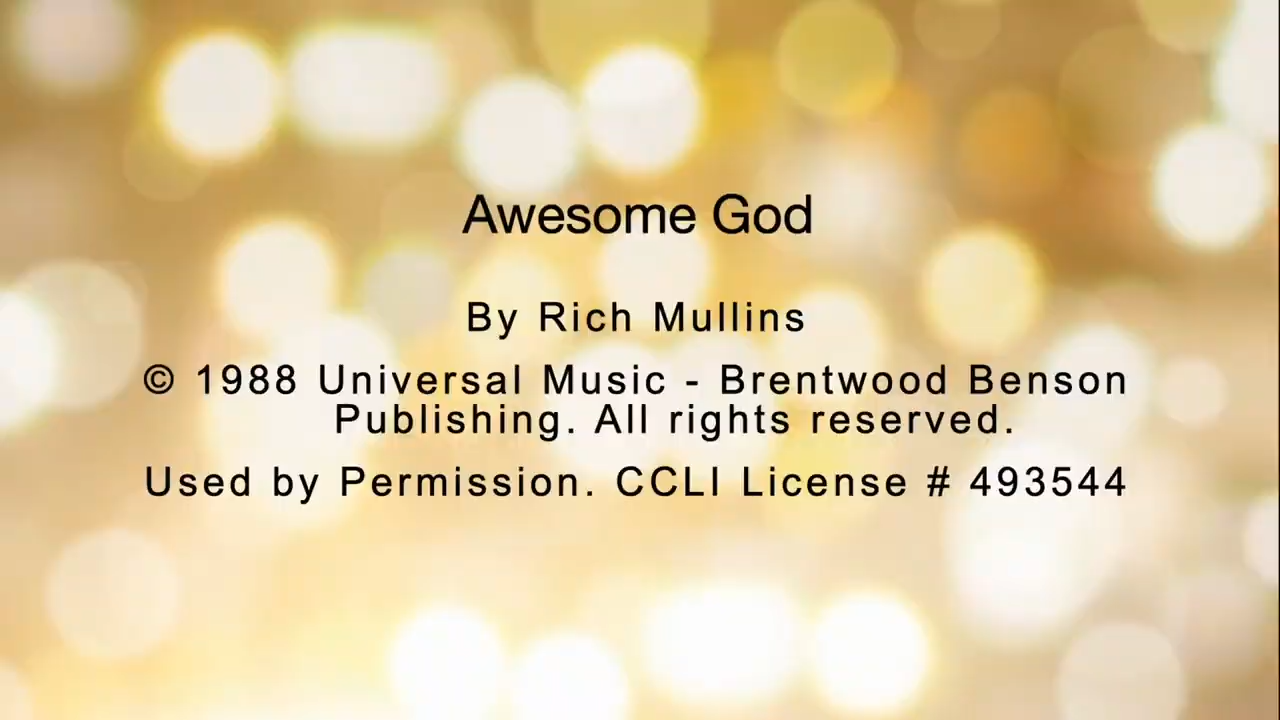 Awesome God
By Rich Mullins
© 1988 Universal Music - Brentwood Benson
Publishing. All rights reserved.
Used by Permission. CCLI License # 493544